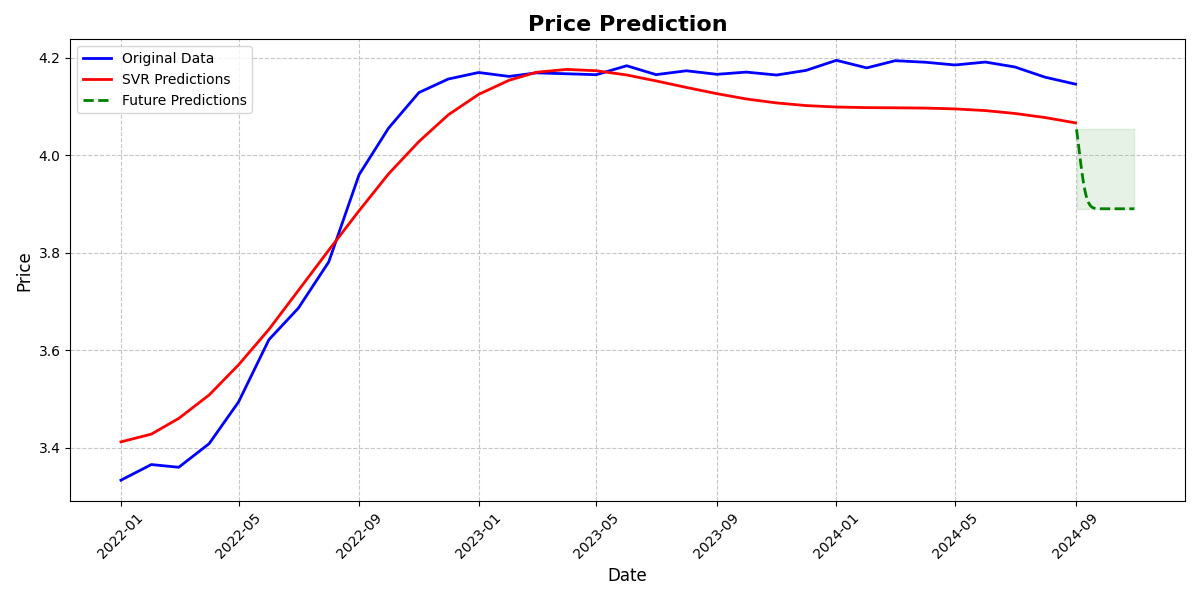 Price Prediction
Original Data
SVR Predictions
Future Predictions
Price
4.2
4.0
3.8
3.6
3.4
2022-01
2022-05
2022-09
2023-01
2023-05
2023-09
2024-01
2024-05
2024-09
Date